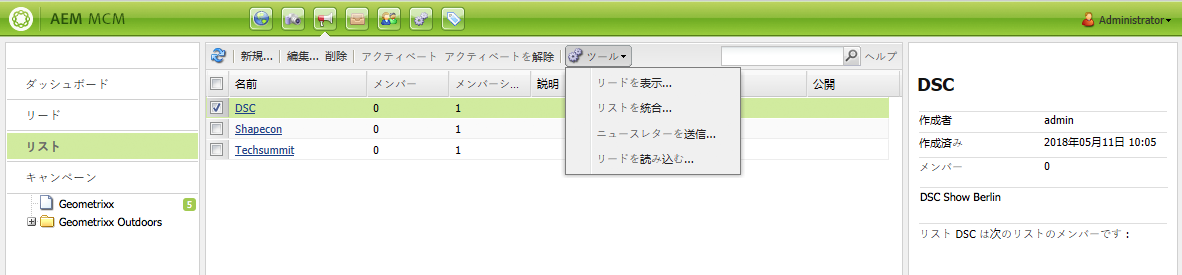 AEM MCM
Administrator
新規... 編集... 削除 アクティベート アクティベートを解除 ツール ヘルプ
ダッシュボード
リード
リスト
キャンペーン
Geometrixx S
Geometrixx Outdoors
名前 メンバー メンバーシ... 説明 公開
DSC 0 1
Shapecon 0 1
Techsummit 0 1
リードを表示...
リストを統合...
ニュースレターを送信...
リードを読み込む...
DSC
作成者 admin
作成済み 2018年05月11日 10:05
メンバー 0
DSC Show Berlin
リスト DSC は次のリストのメンバーです：